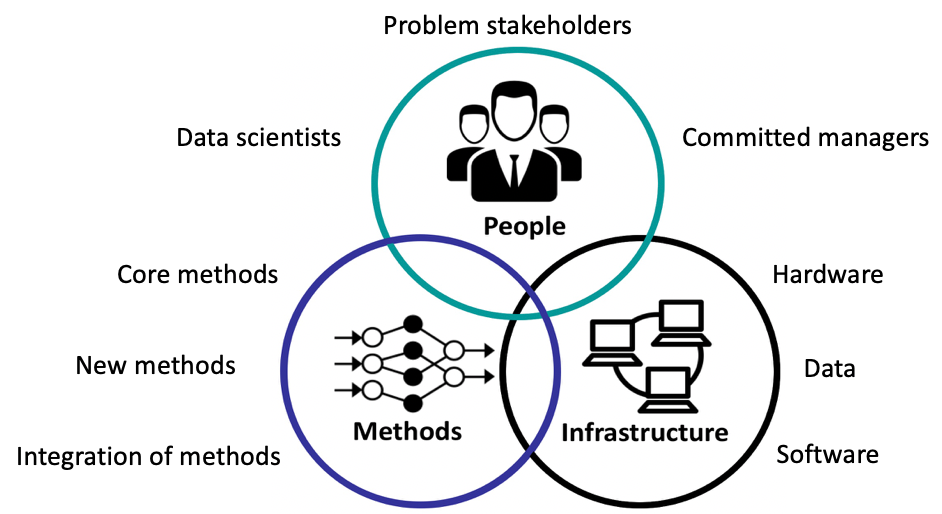 Problem stakeholders
Data scientists
Committed managers
People
Core methods
Hardware
New methods
Data
Methods
Infrastructure
Integration of methods
Software